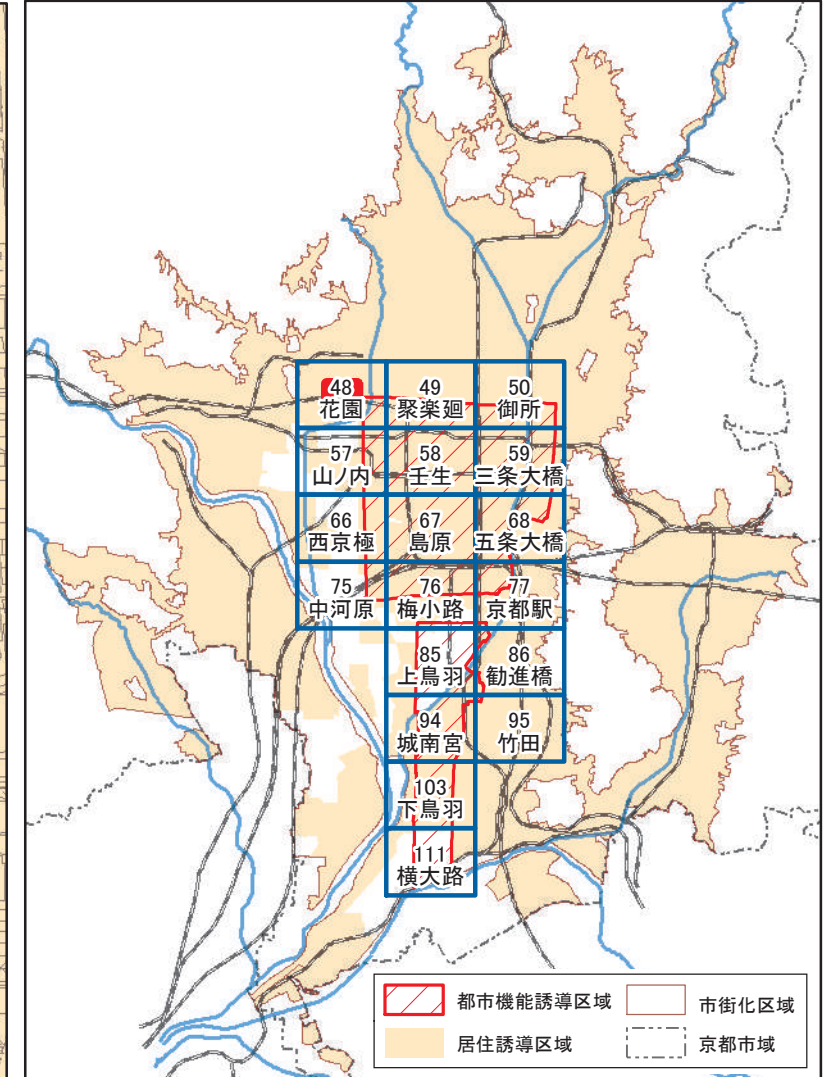 48
花園
49
聚楽廻
50
御所
57
山ノ内
58
壬生
59
三条大橋
66
西京極
67
島原
68
五条大橋
75
中河原
76
梅小路
77
京都駅
85
上鳥羽
86
勧進橋
94
城南宮
95
竹田
103
下鳥羽
111
横大路
都市機能誘導区域
市街化区域
居住誘導区域
京都市域